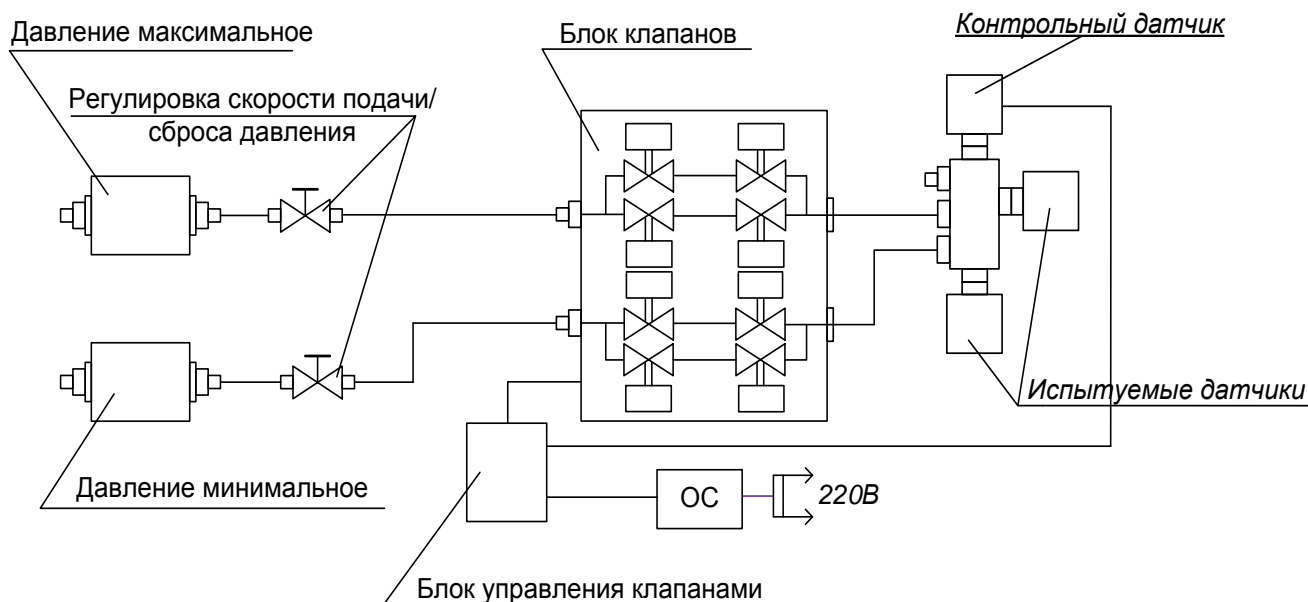 Давление максимальное
Блок клапанов
Контрольный датчик
Регулировка скорости подачи/
сброса давления
Испытуемые датчики
Давление минимальное
ОС
220В
Блок управления клапанами